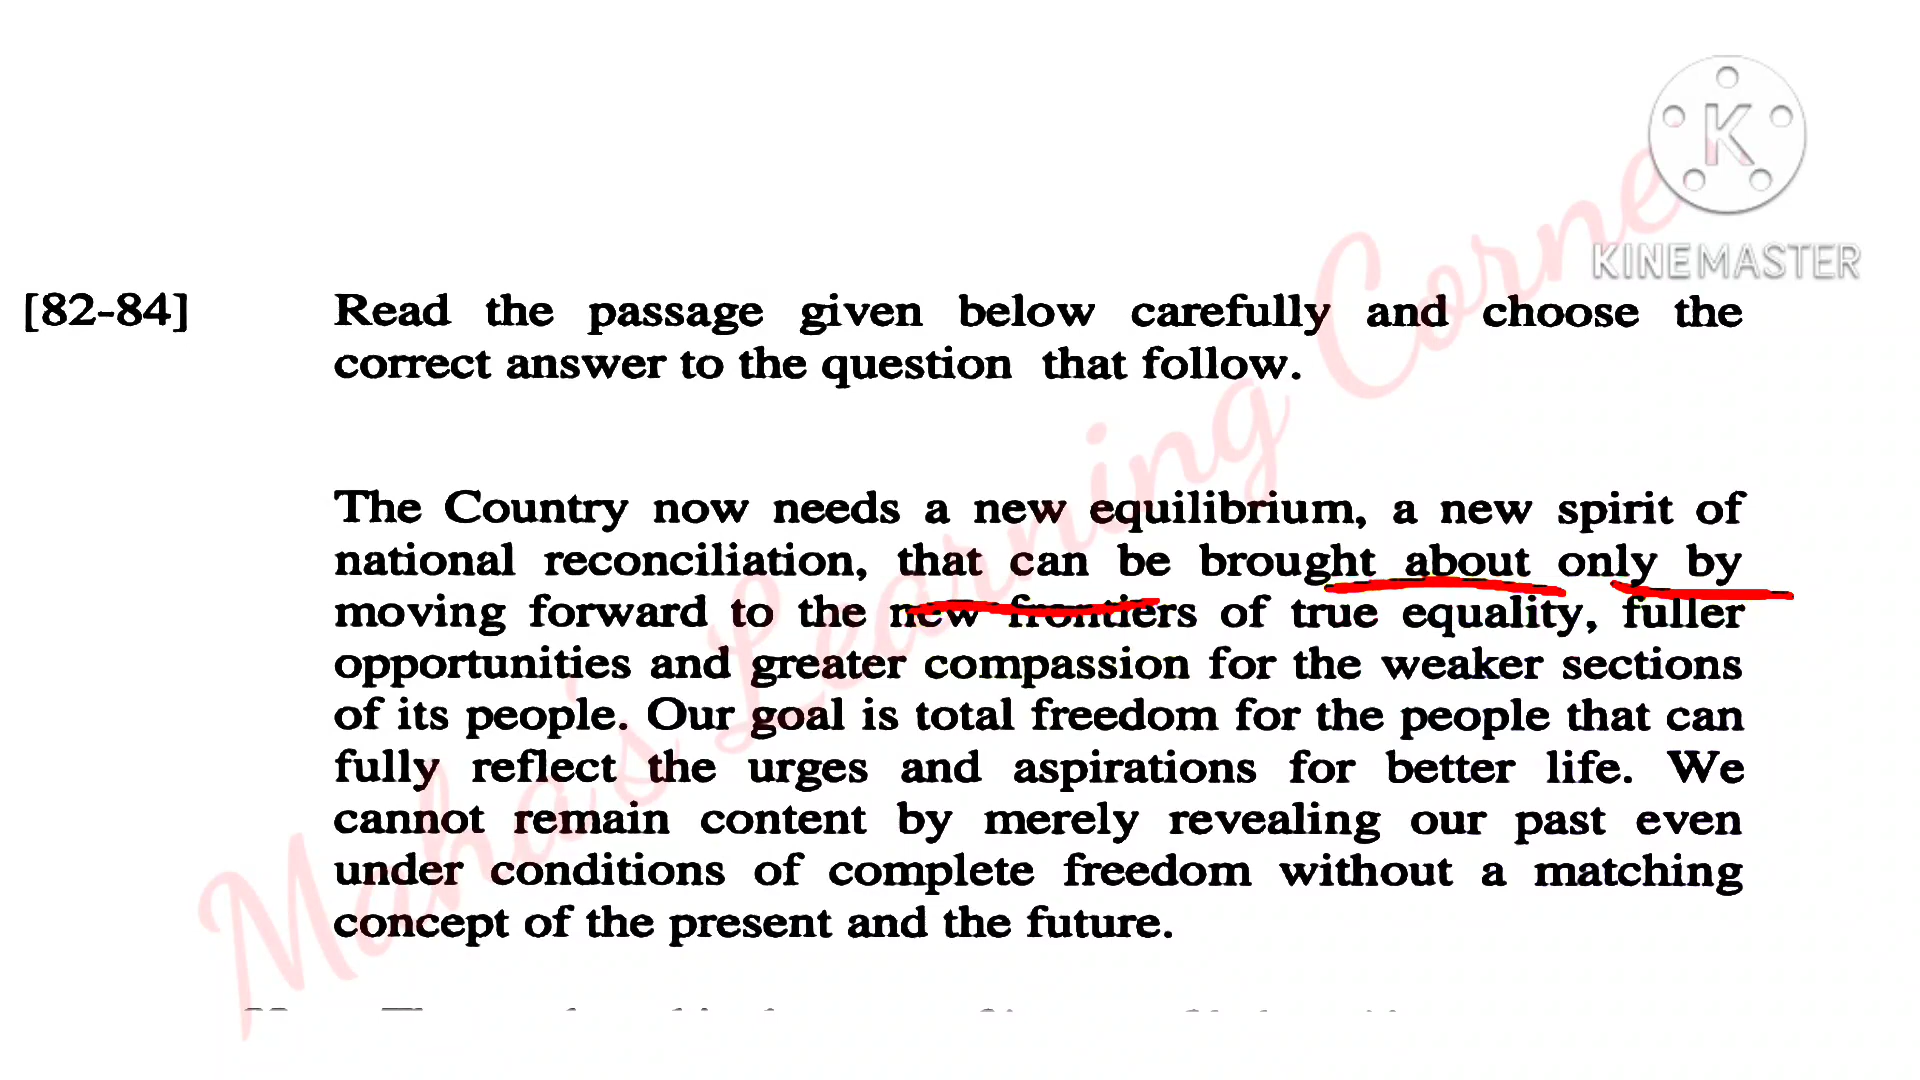 K
KINEMASTER
[82-84] Read the passage given below carefully and choose the
correct answer to the question that follow.
The Country now needs a new equilibrium, a new spirit of
national reconciliation, that can be brought about only by
moving forward to the new frontiers of true equality, fuller
opportunities and greater compassion for the weaker sections
of its people. Our goal is total freedom for the people that can
fully reflect the urges and aspirations for better life. We
cannot remain content by merely revealing our past even
under conditions of complete freedom without a matching
concept of the present and the future.
Maha's Learning Corner